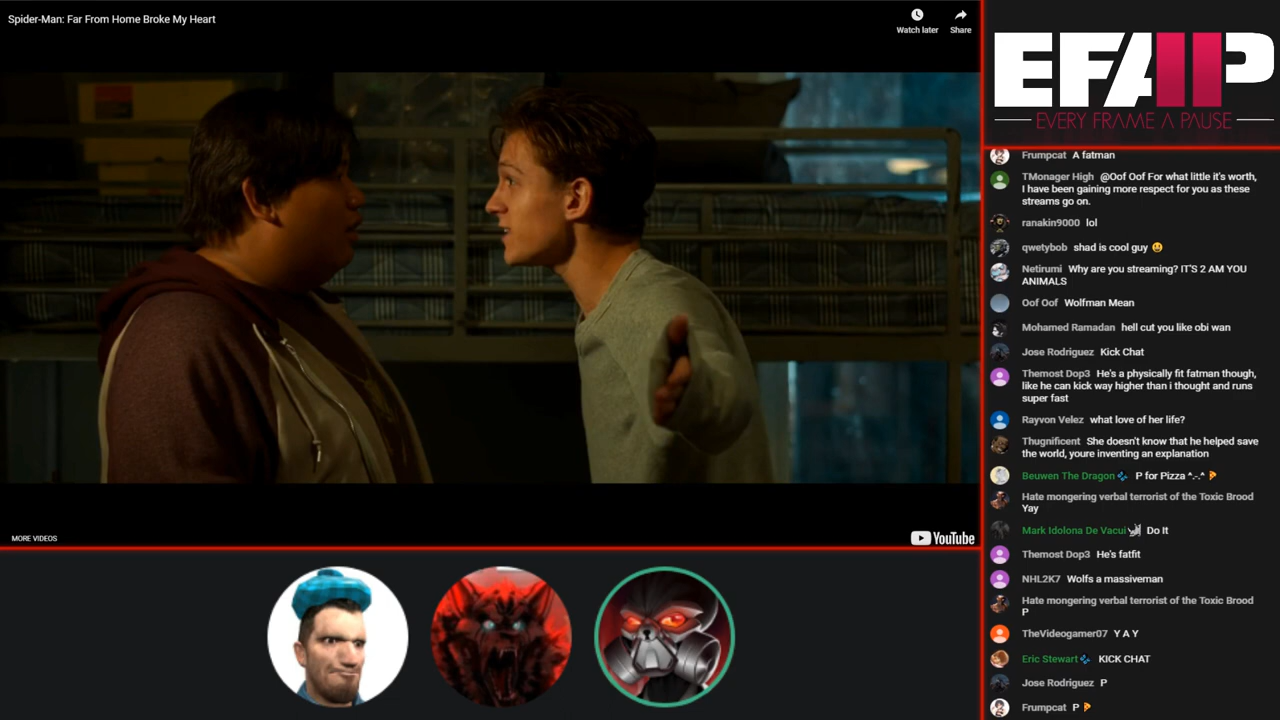 Spider-Man: Far From Home Broke My Heart
Watch later
Share
MORE VIDEOS
YouTube
EFAP
EVERY FRAME A PAUSE
Frumpcat A fatman
TMonager High @Oof Oof For what little it's worth,
I have been gaining more respect for you as these
streams go on.
ranakin9000 lol
qwetybob shad is cool guy 😃
Netirumi Why are you streaming? IT'S 2 AM YOU
ANIMALS
Oof Oof Wolfman Mean
Mohamed Ramadan hell cut you like obi wan
Jose Rodriguez Kick Chat
Themost Dop3 He's a physically fit fatman though,
like he can kick way higher than i thought and runs
super fast
Rayvon Velez what love of her life?
Thugnificent She doesn't know that he helped save
the world, youre inventing an explanation
Beuwen The Dragon P for Pizza ^.-.^ 🍕
Hate mongering verbal terrorist of the Toxic Brood
Yay
Mark Idolona De Vacui Do It
Themost Dop3 He's fatfit
NHL2K7 Wolfs a massiveman
Hate mongering verbal terrorist of the Toxic Brood
P
TheVideogamer07 Y A Y
Eric Stewart KICK CHAT
Jose Rodriguez P
Frumpcat P 🍕